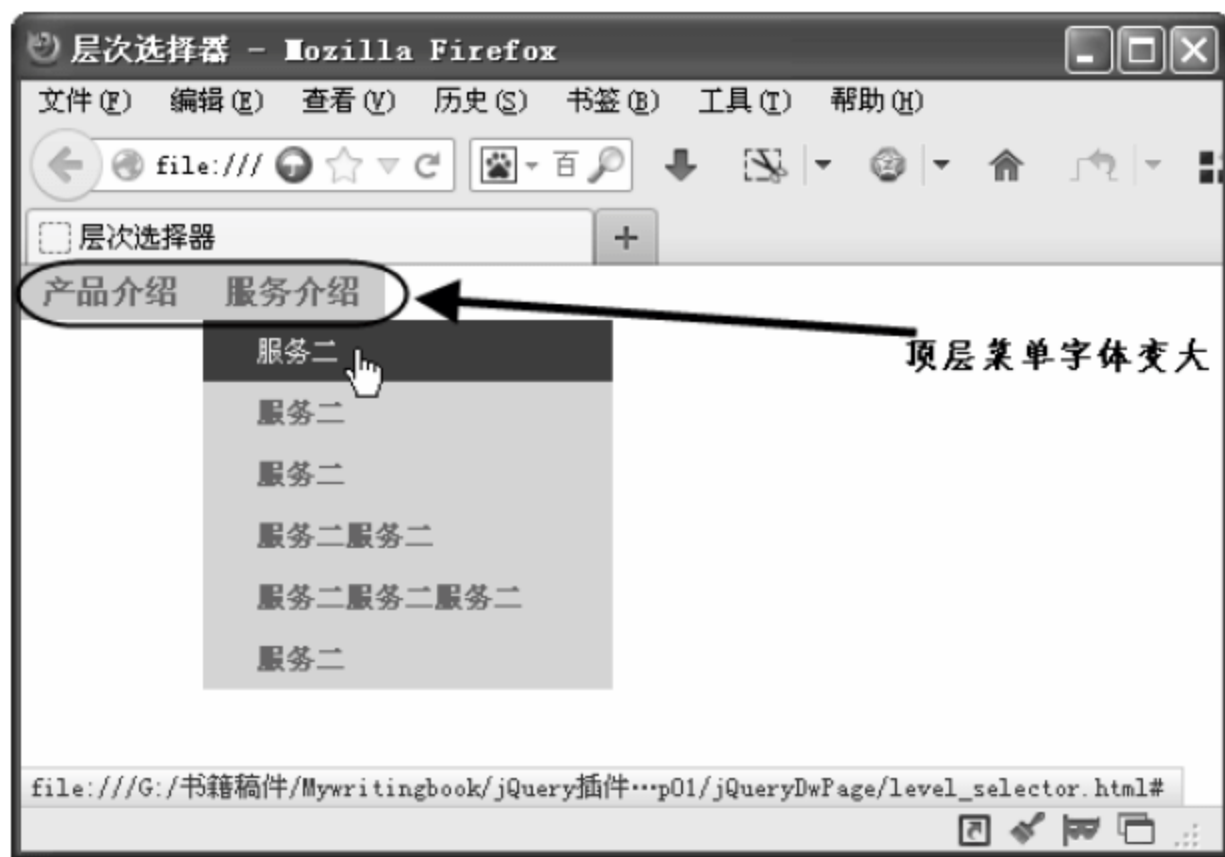 层次选择器 - Mozilla Firefox
文件(F) 编辑(E) 查看(V) 历史(S) 书签(B) 工具(T) 帮助(H)
file:/// 百
层次选择器
产品介绍 服务介绍
顶层菜单字体变大
服务二
服务二
服务二
服务二服务二
服务二服务二服务二
服务二
file:///G:/书籍稿件/Mywritingbook/jQuery插件…p01/jQueryDwPage/level_selector.html#